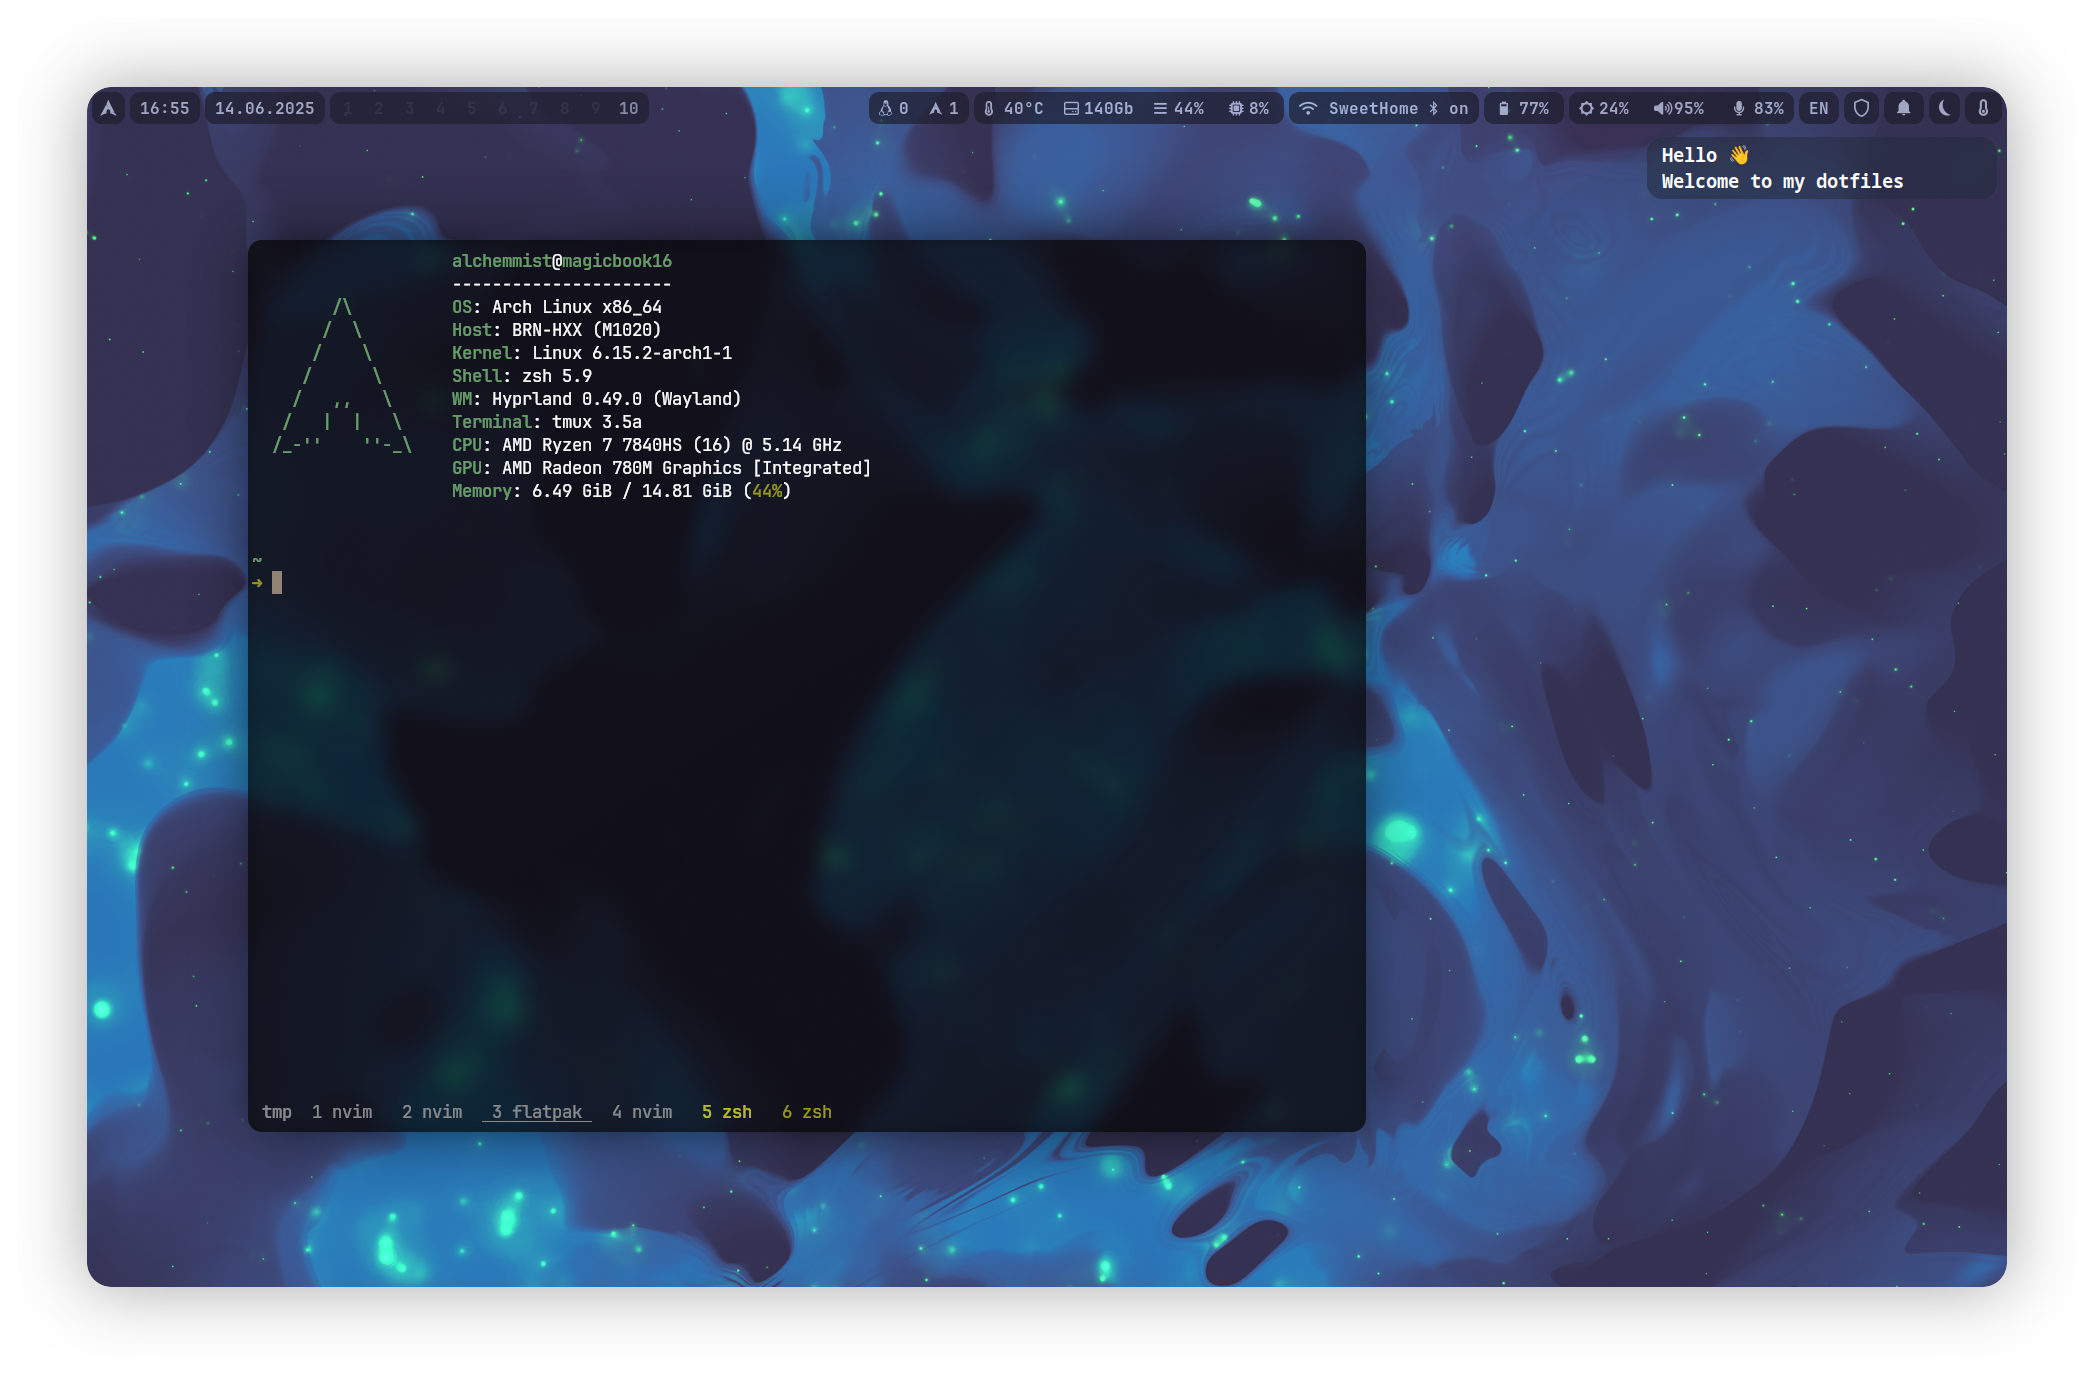 16:55 14.06.2025 1 2 3 4 5 6 7 8 9 10 0 1 40°C 140Gb 44% 8% SweetHome on 77% 24% 95% 83% EN
Hello 👋
Welcome to my dotfiles
alchemmist@magicbook16
----------------------
OS: Arch Linux x86_64
Host: BRN-HXX (M1020)
Kernel: Linux 6.15.2-arch1-1
Shell: zsh 5.9
WM: Hyprland 0.49.0 (Wayland)
Terminal: tmux 3.5a
CPU: AMD Ryzen 7 7840HS (16) @ 5.14 GHz
GPU: AMD Radeon 780M Graphics [Integrated]
Memory: 6.49 GiB / 14.81 GiB (44%)
~
➜
tmp 1 nvim 2 nvim 3 flatpak 4 nvim 5 zsh 6 zsh